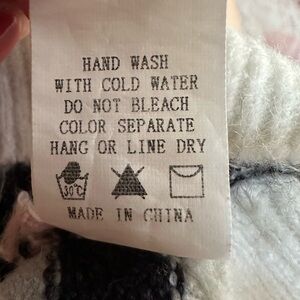 HAND WASH
WITH COLD WATER
DO NOT BLEACH
COLOR SEPARATE
HANG OR LINE DRY
30°C
MADE IN CHINA